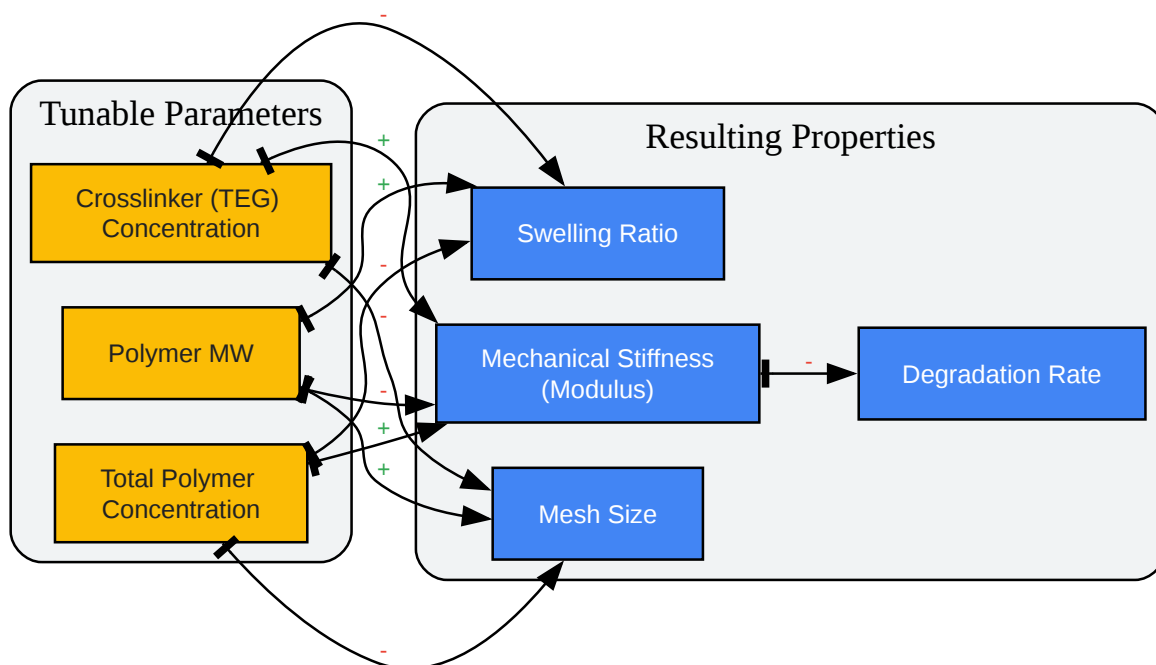 -
Tunable Parameters
Resulting Properties
+
+
Crosslinker (TEG)
Concentration
Swelling Ratio
-
-
Polymer MW
Mechanical Stiffness
(Modulus)
-
Degradation Rate
-
+
+
Total Polymer
Concentration
Mesh Size
-